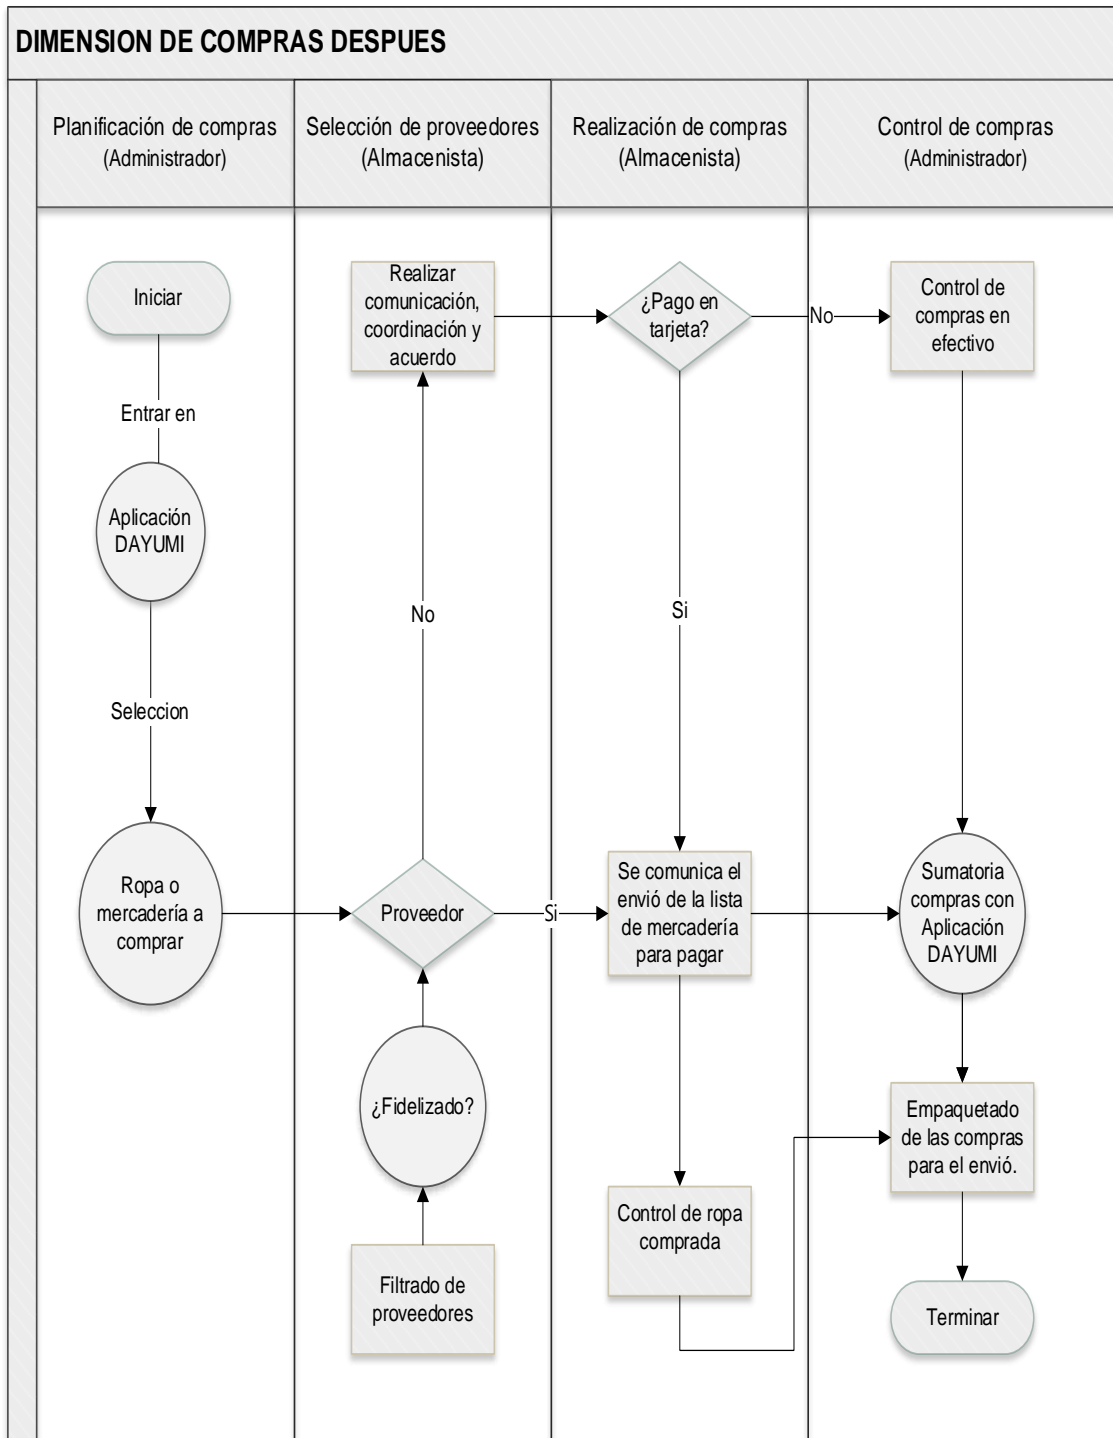 DIMENSION DE COMPRAS DESPUES
Planificación de compras
(Administrador)
Selección de proveedores
(Almacenista)
Realización de compras
(Almacenista)
Control de compras
(Administrador)
Iniciar
Entrar en
Aplicación
DAYUMI
Seleccion
Ropa o
mercadería a
comprar
Realizar
comunicación,
coordinación y
acuerdo
No
Proveedor
Si
¿Fidelizado?
Filtrado de
proveedores
¿Pago en
tarjeta?
No
Si
Se comunica el
envió de la lista
de mercadería
para pagar
Control de ropa
comprada
Control de
compras en
efectivo
Sumatoria
compras con
Aplicación
DAYUMI
Empaquetado
de las compras
para el envió.
Terminar